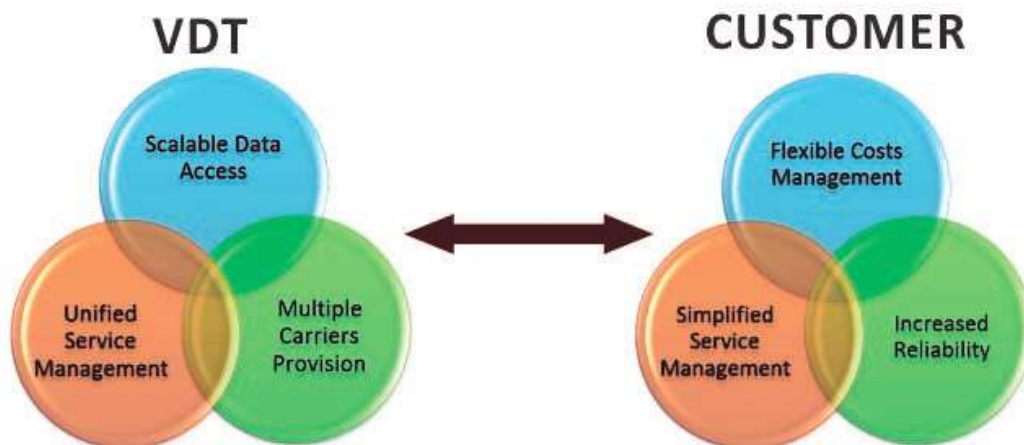 VDT
Scalable Data
Access
Unified
Service
Management
Multiple
Carriers
Provision
CUSTOMER
Flexible Costs
Management
Simplified
Service
Management
Increased
Reliability